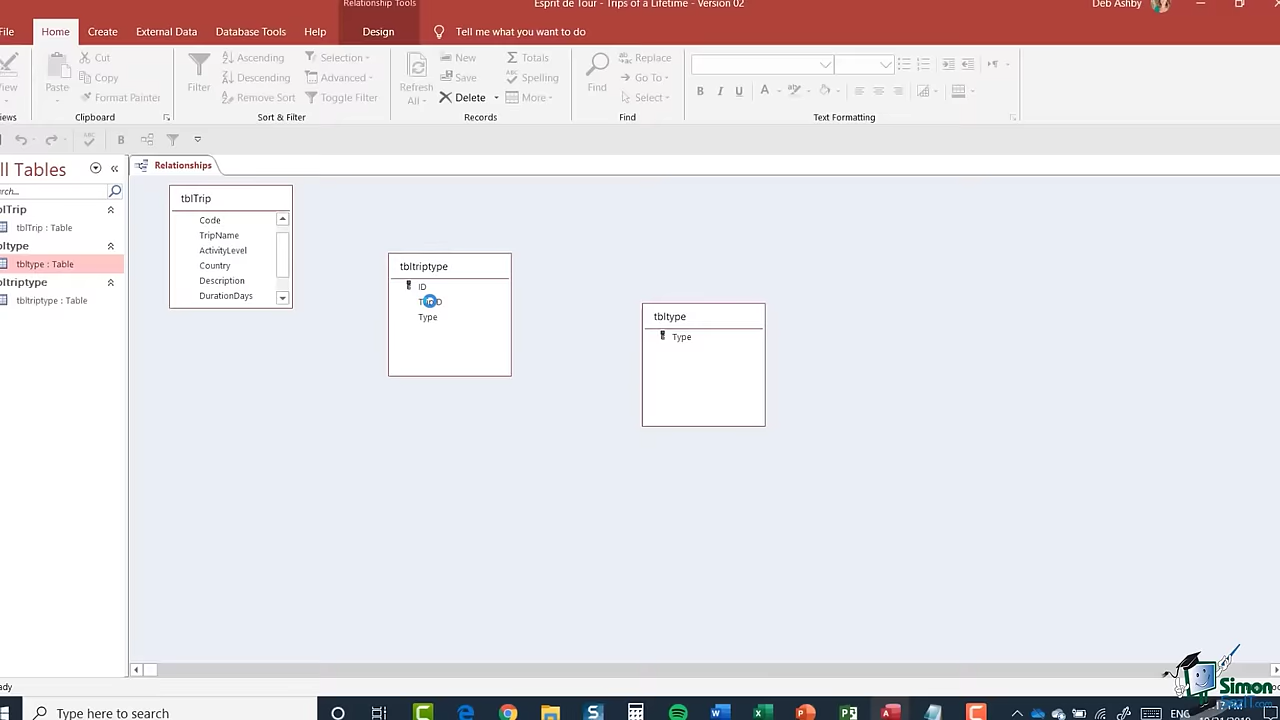 Relationship Tools
Esprit de Tour - Trips of a Lifetime - Version 02
Deb Ashby
File
Home
Create
External Data
Database Tools
Help
Design
Tell me what you want to do
Cut
Copy
Format Painter
Paste
Clipboard
Filter
Ascending
Descending
Remove Sort
Selection
Advanced
Toggle Filter
Sort & Filter
Refresh
All
New
Save
Delete
Totals
Spelling
More
Records
Find
Replace
Go To
Select
Find
B I U
A
Text Formatting
B
Relationships
tblTrip : Table
tbltype : Table
tbltriptype : Table
tblTrip
Code
TripName
ActivityLevel
Country
Description
DurationDays
tbltriptype
ID
Type
tbltype
Type
Type here to search
ENG
Simon